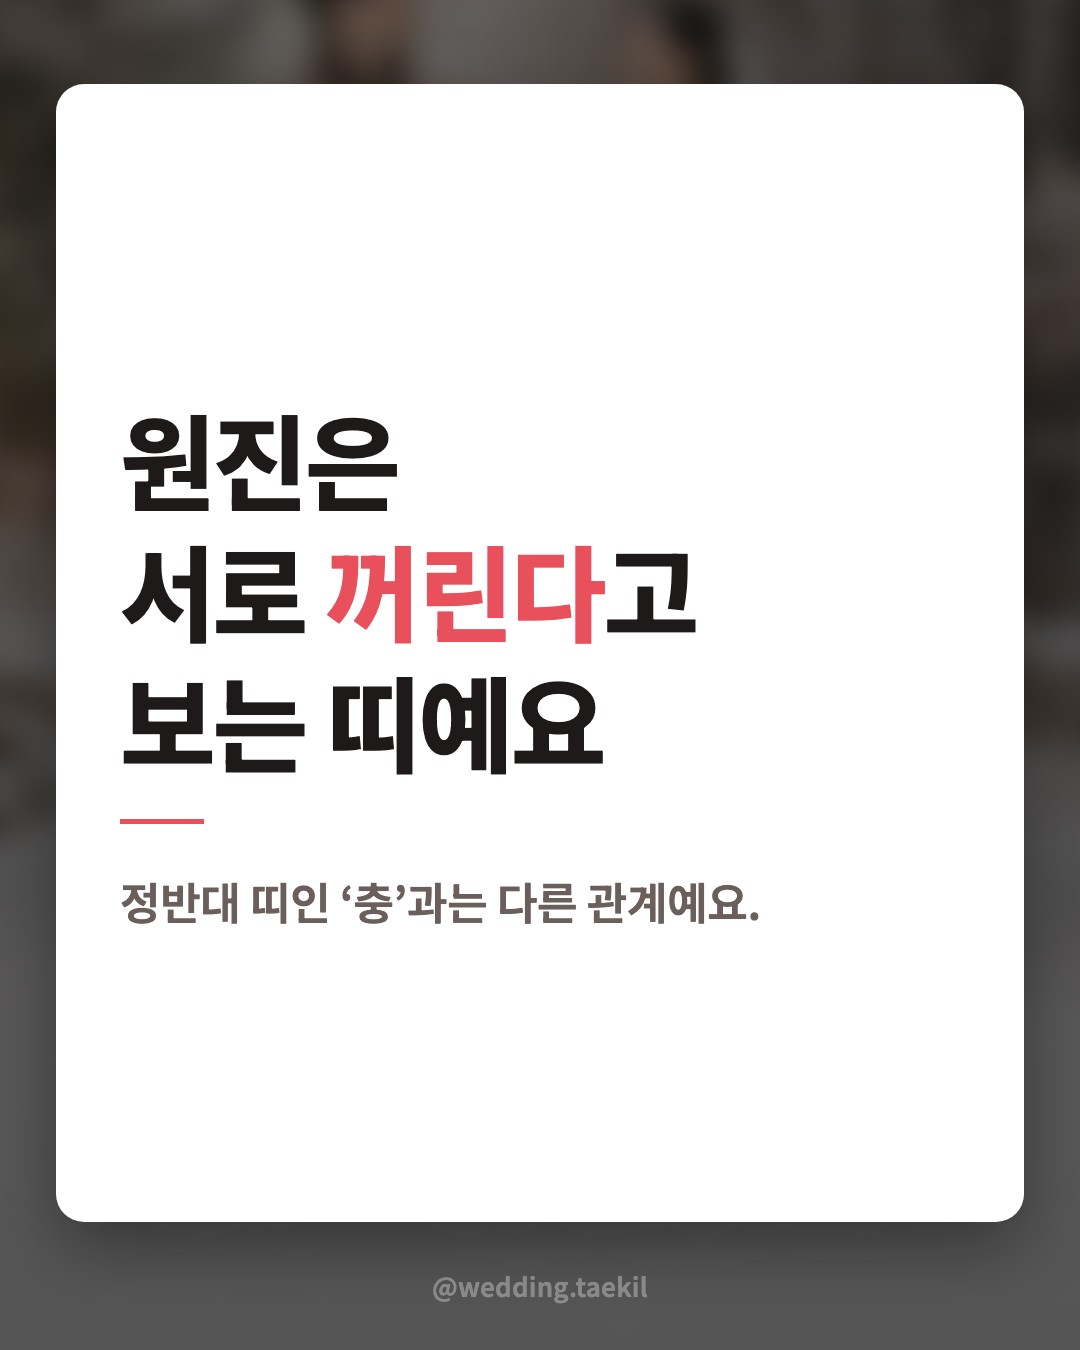 원진은
서로 꺼린다고
보는 띠예요
정반대 띠인 ‘충’과는 다른 관계예요.
@wedding.taekil